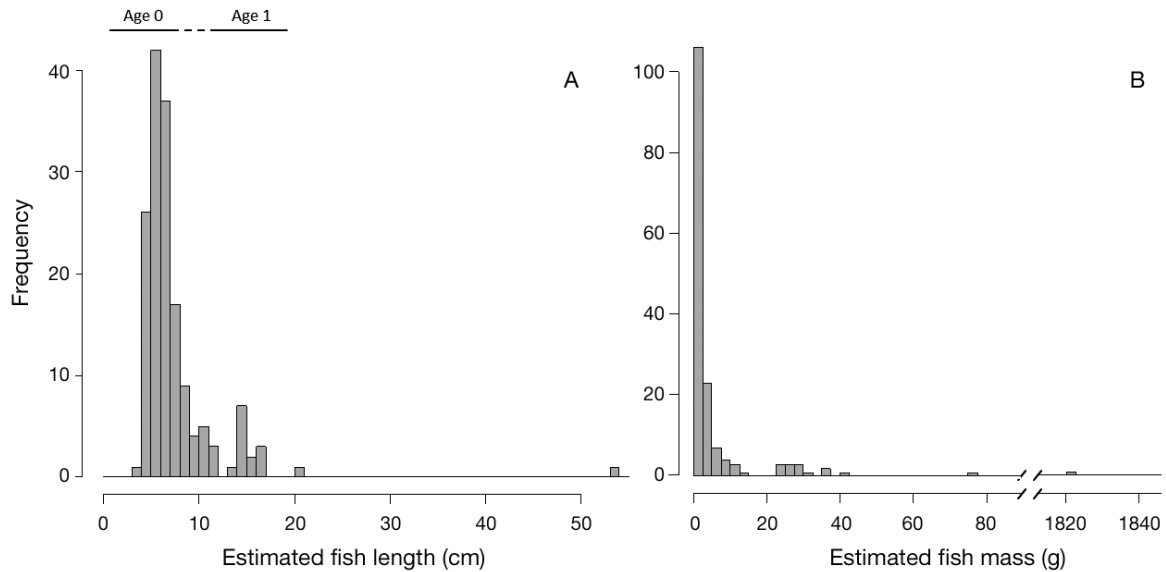 Age 0 Age 1
A
40
30
20
10
0
Frequency
0 10 20 30 40 50
Estimated fish length (cm)
B
100
80
60
40
20
0
0 20 40 60 80 1820 1840
Estimated fish mass (g)